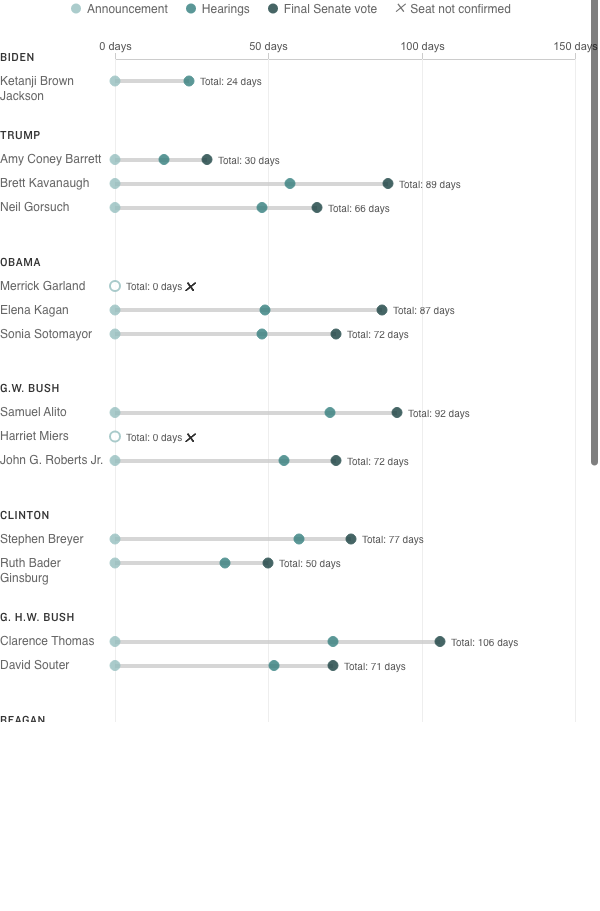 Announcement Hearings Final Senate vote Seat not confirmed
0 days 50 days 100 days 150 days
BIDEN
Ketanji Brown
Jackson
Total: 24 days
TRUMP
Amy Coney Barrett Total: 30 days
Brett Kavanaugh Total: 89 days
Neil Gorsuch Total: 66 days
OBAMA
Merrick Garland Total: 0 days
Elena Kagan Total: 87 days
Sonia Sotomayor Total: 72 days
G.W. BUSH
Samuel Alito Total: 92 days
Harriet Miers Total: 0 days
John G. Roberts Jr. Total: 72 days
CLINTON
Stephen Breyer Total: 77 days
Ruth Bader
Ginsburg
Total: 50 days
G. H.W. BUSH
Clarence Thomas Total: 106 days
David Souter Total: 71 days
REAGAN